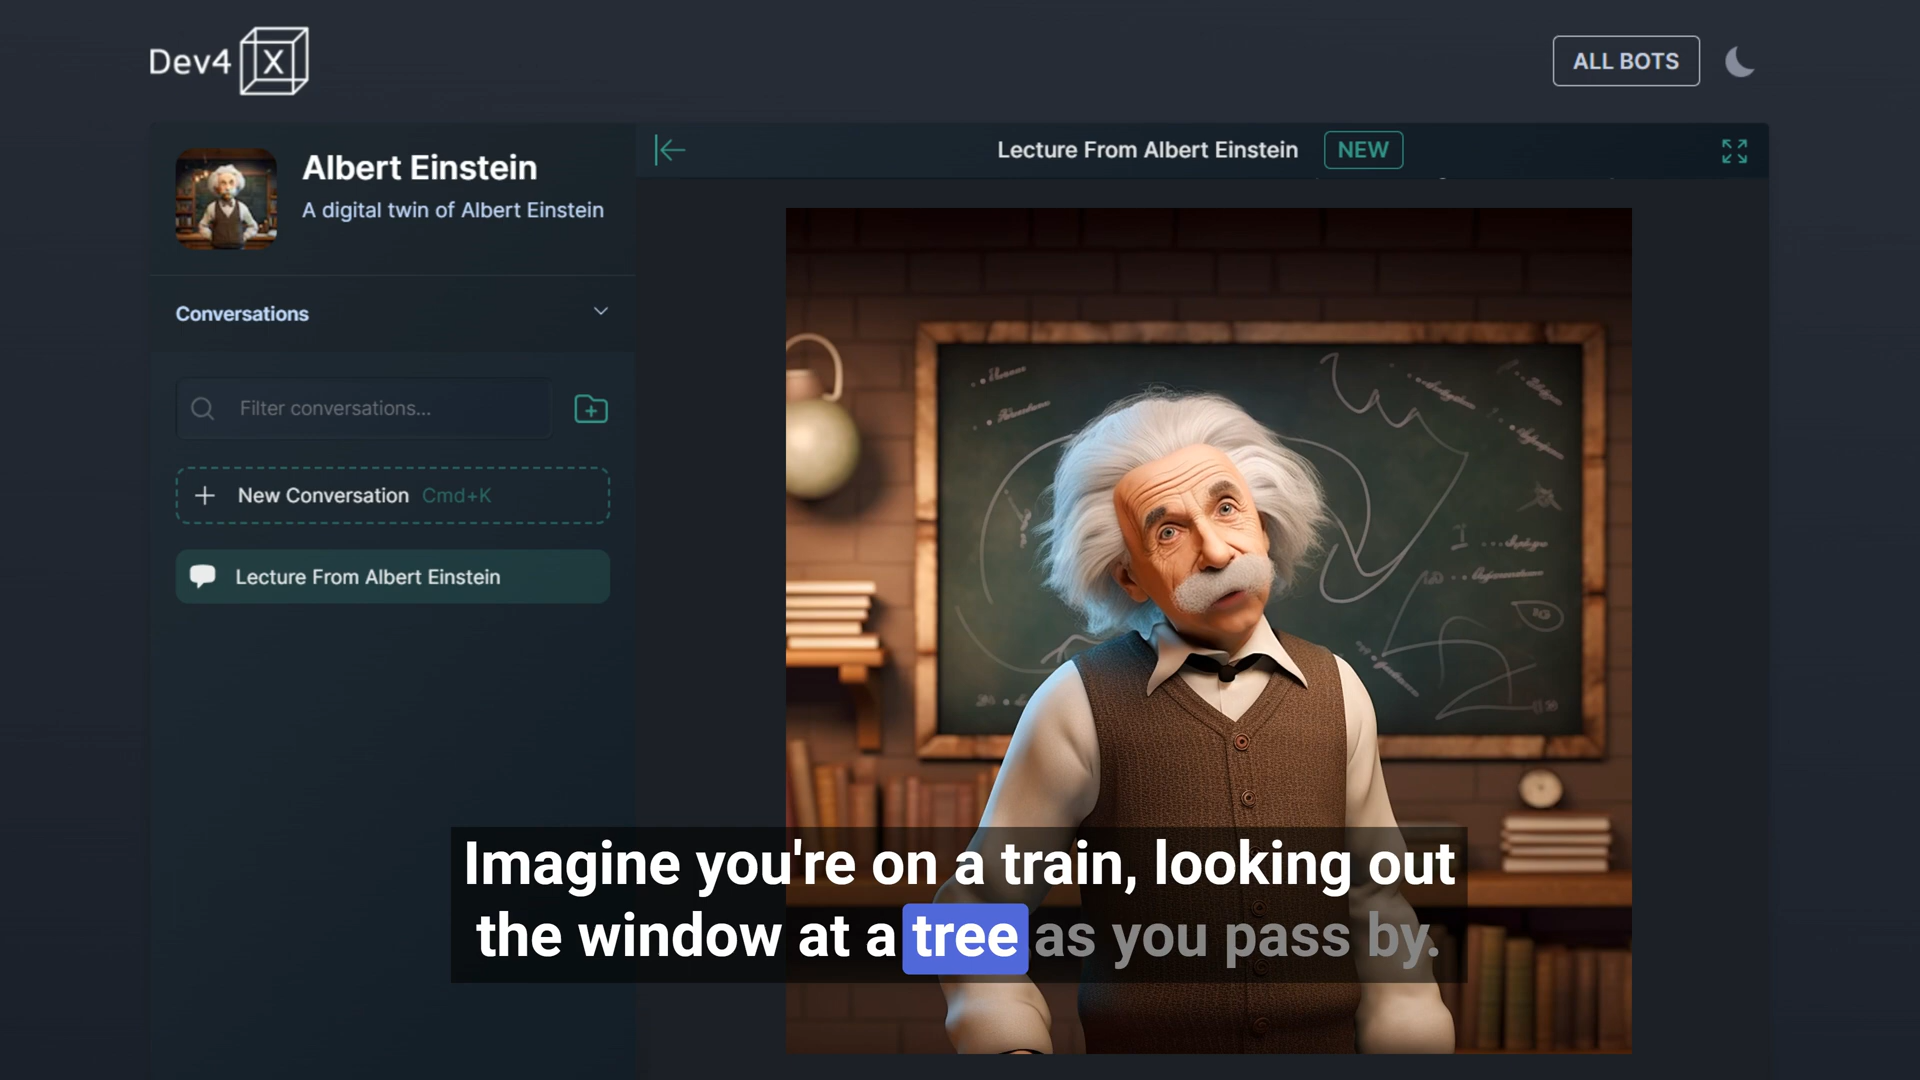 Dev4 X
ALL BOTS
Albert Einstein
A digital twin of Albert Einstein
Conversations
Filter conversations...
New Conversation Cmd+K
Lecture From Albert Einstein
Lecture From Albert Einstein NEW
Imagine you're on a train, looking out
the window at a tree as you pass by.